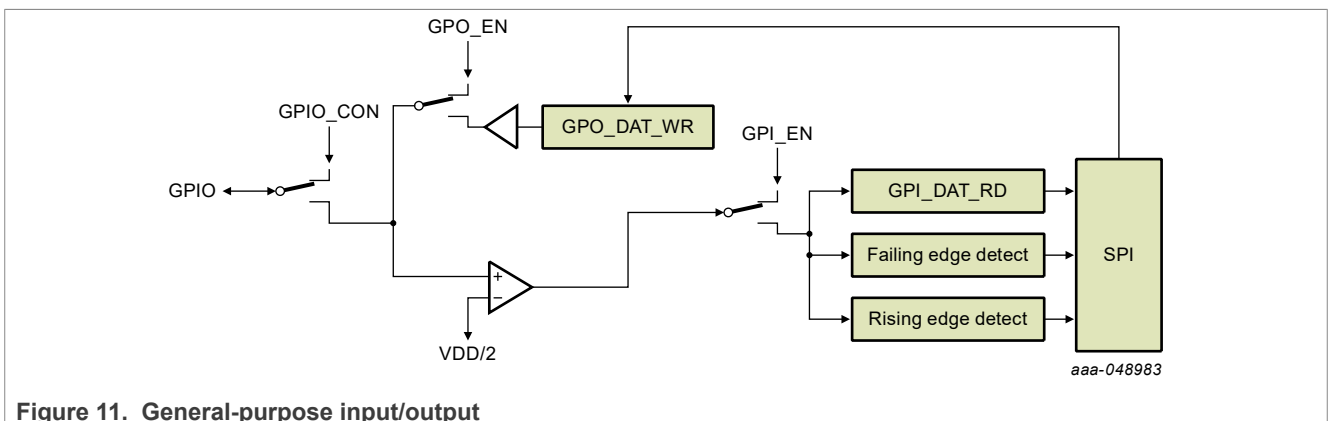 GPO_EN
GPIO_CON
GPO_DAT_WR
GPI_EN
GPIO
GPI_DAT_RD
Failing edge detect
SPI
Rising edge detect
VDD/2
aaa-048983
Figure 11. General-purpose input/output